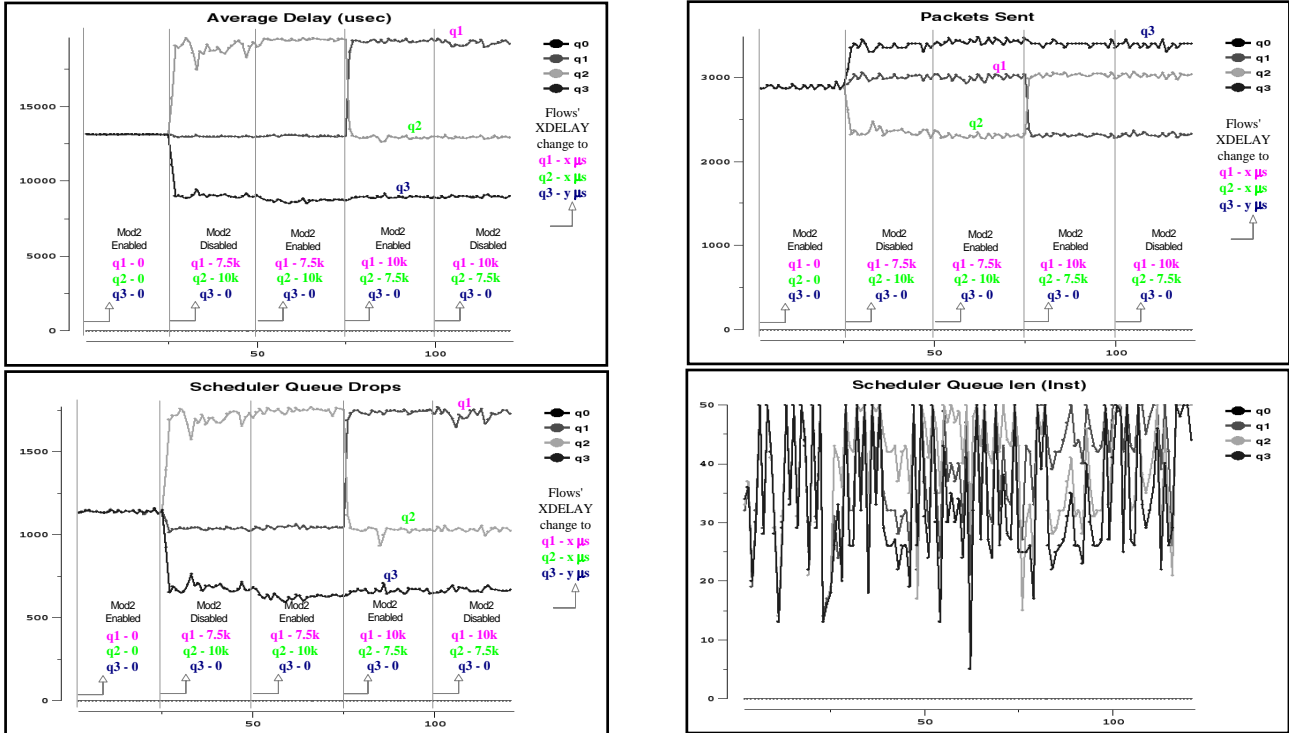 Average Delay (usec)
q1
q2
q3
q0
q1
q2
q3
Flows'
XDELAY
change to
q1 - x µs
q2 - x µs
q3 - y µs
15000
10000
5000
0
Mod2
Enabled
q1 - 0
q2 - 0
q3 - 0
Mod2
Disabled
q1 - 7.5k
q2 - 10k
q3 - 0
Mod2
Enabled
q1 - 7.5k
q2 - 10k
q3 - 0
Mod2
Enabled
q1 - 10k
q2 - 7.5k
q3 - 0
Mod2
Disabled
q1 - 10k
q2 - 7.5k
q3 - 0
50
100
Packets Sent
q3
q1
q2
q0
q1
q2
q3
Flows'
XDELAY
change to
q1 - x µs
q2 - x µs
q3 - y µs
3000
2000
1000
0
Mod2
Enabled
q1 - 0
q2 - 0
q3 - 0
Mod2
Disabled
q1 - 7.5k
q2 - 10k
q3 - 0
Mod2
Enabled
q1 - 7.5k
q2 - 10k
q3 - 0
Mod2
Enabled
q1 - 10k
q2 - 7.5k
q3 - 0
Mod2
Disabled
q1 - 10k
q2 - 7.5k
q3 - 0
50
100
Scheduler Queue Drops
q1
q2
q3
q0
q1
q2
q3
Flows'
XDELAY
change to
q1 - x µs
q2 - x µs
q3 - y µs
1500
1000
500
0
Mod2
Enabled
q1 - 0
q2 - 0
q3 - 0
Mod2
Disabled
q1 - 7.5k
q2 - 10k
q3 - 0
Mod2
Enabled
q1 - 7.5k
q2 - 10k
q3 - 0
Mod2
Enabled
q1 - 10k
q2 - 7.5k
q3 - 0
Mod2
Disabled
q1 - 10k
q2 - 7.5k
q3 - 0
50
100
Scheduler Queue len (Inst)
q0
q1
q2
q3
50
40
30
20
10
0
50
100